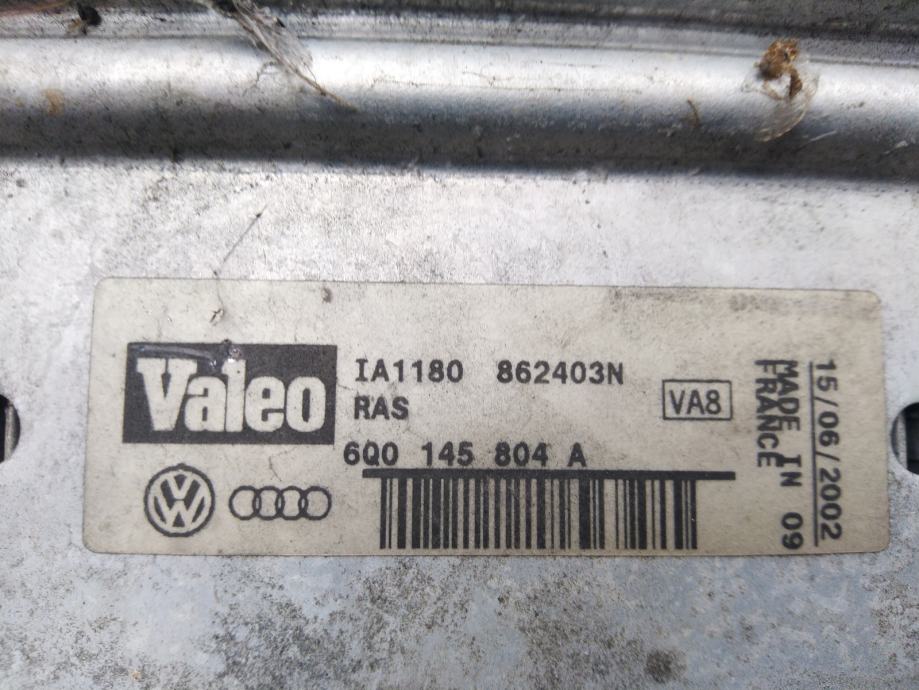 Valeo
IA1180 862403N
RAS
VA8
6Q0 145 804 A
15/06/2002
MADE IN 09
FRANCE